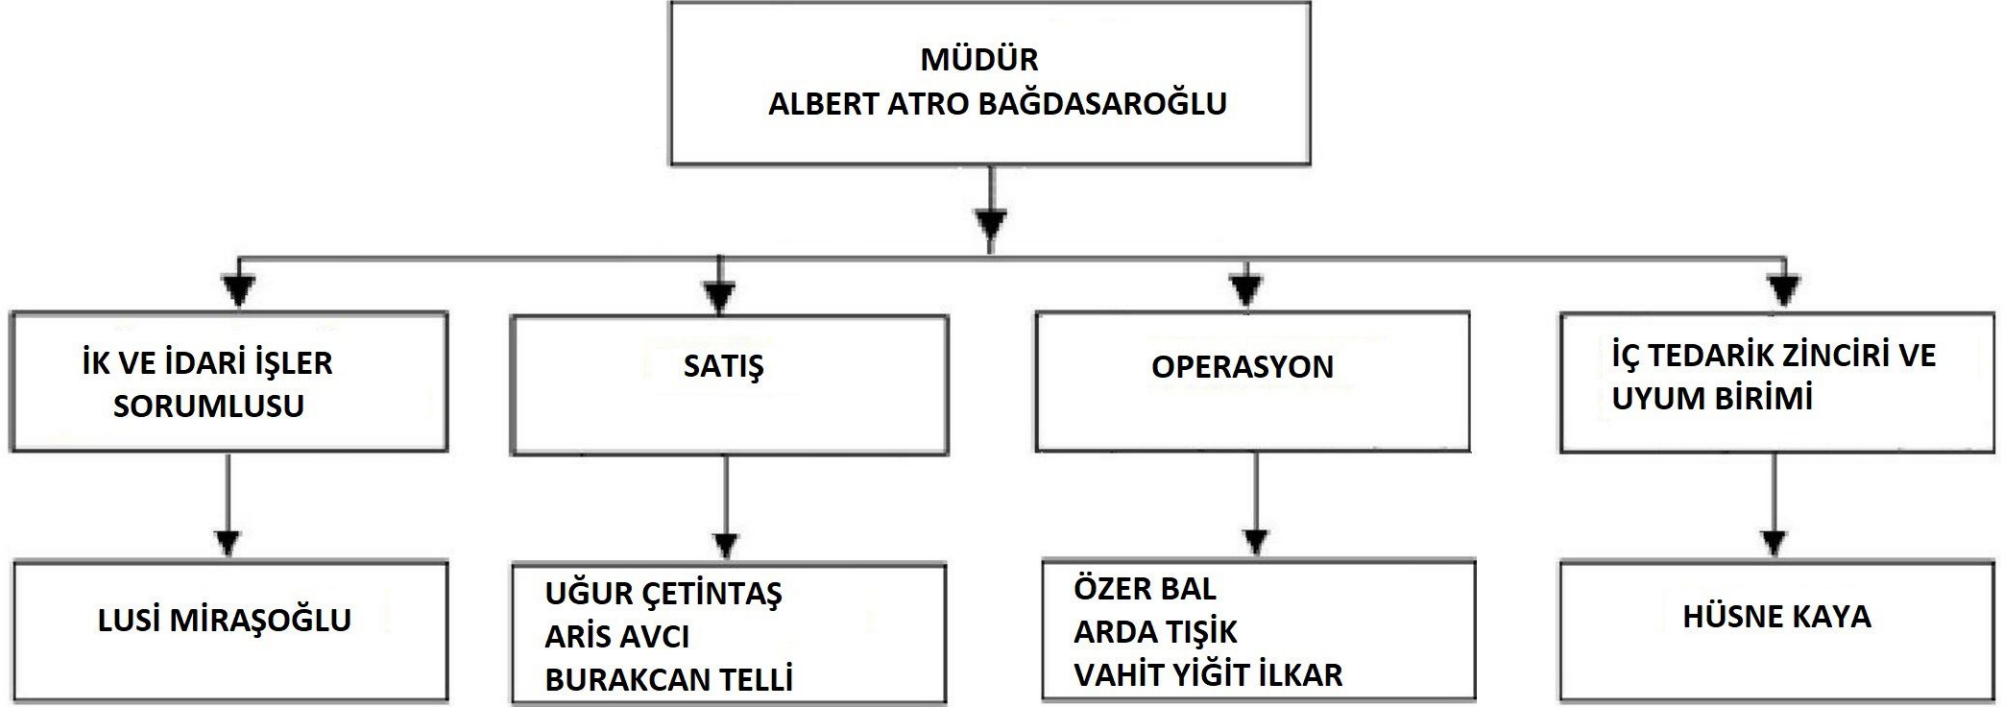 MÜDÜR
ALBERT ATRO BAĞDASAROĞLU
İK VE İDARİ İŞLER
SORUMLUSU
SATIŞ
OPERASYON
İÇ TEDARİK ZİNCİRİ VE
UYUM BİRİMİ
LUSİ MİRAŞOĞLU
UĞUR ÇETİNTAŞ
ARİS AVCI
BURAKCAN TELLİ
ÖZER BAL
ARDA TIŞİK
VAHİT YİĞİT İLKAR
HÜSNE KAYA